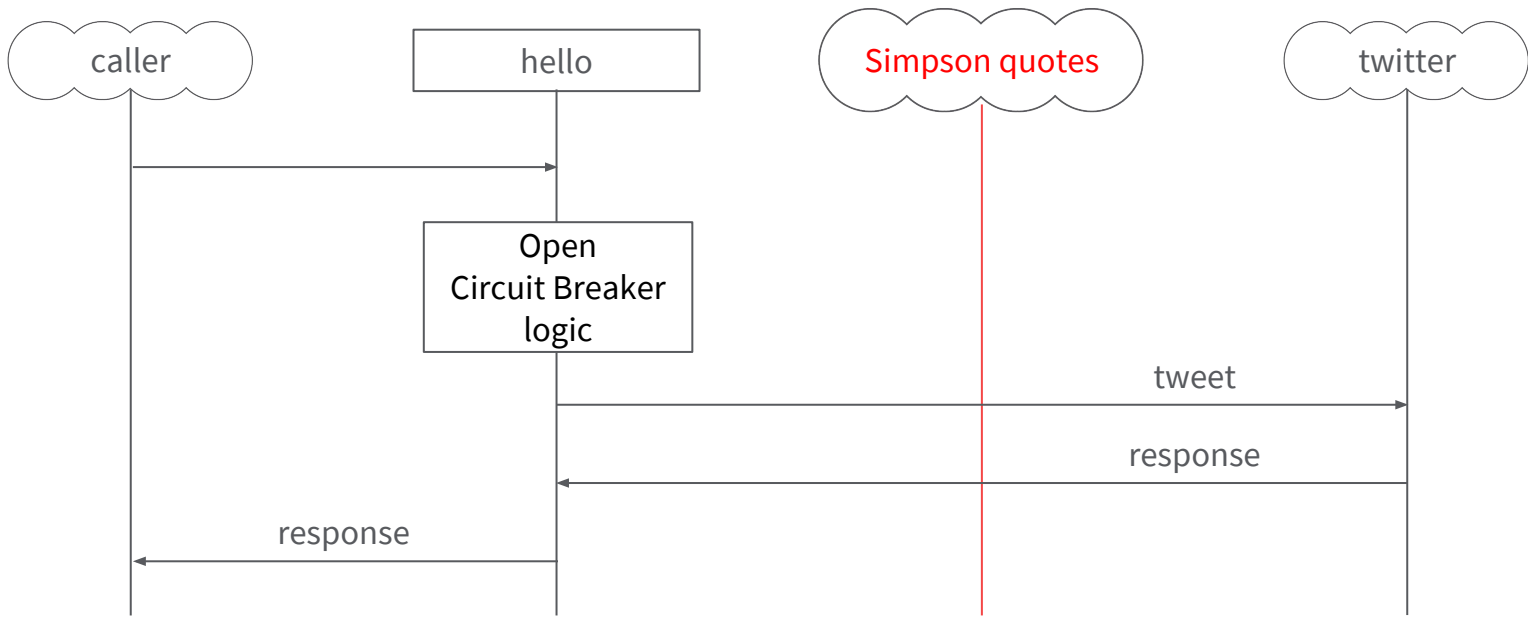 caller
hello
Simpson quotes
twitter
Open
Circuit Breaker
logic
tweet
response
response